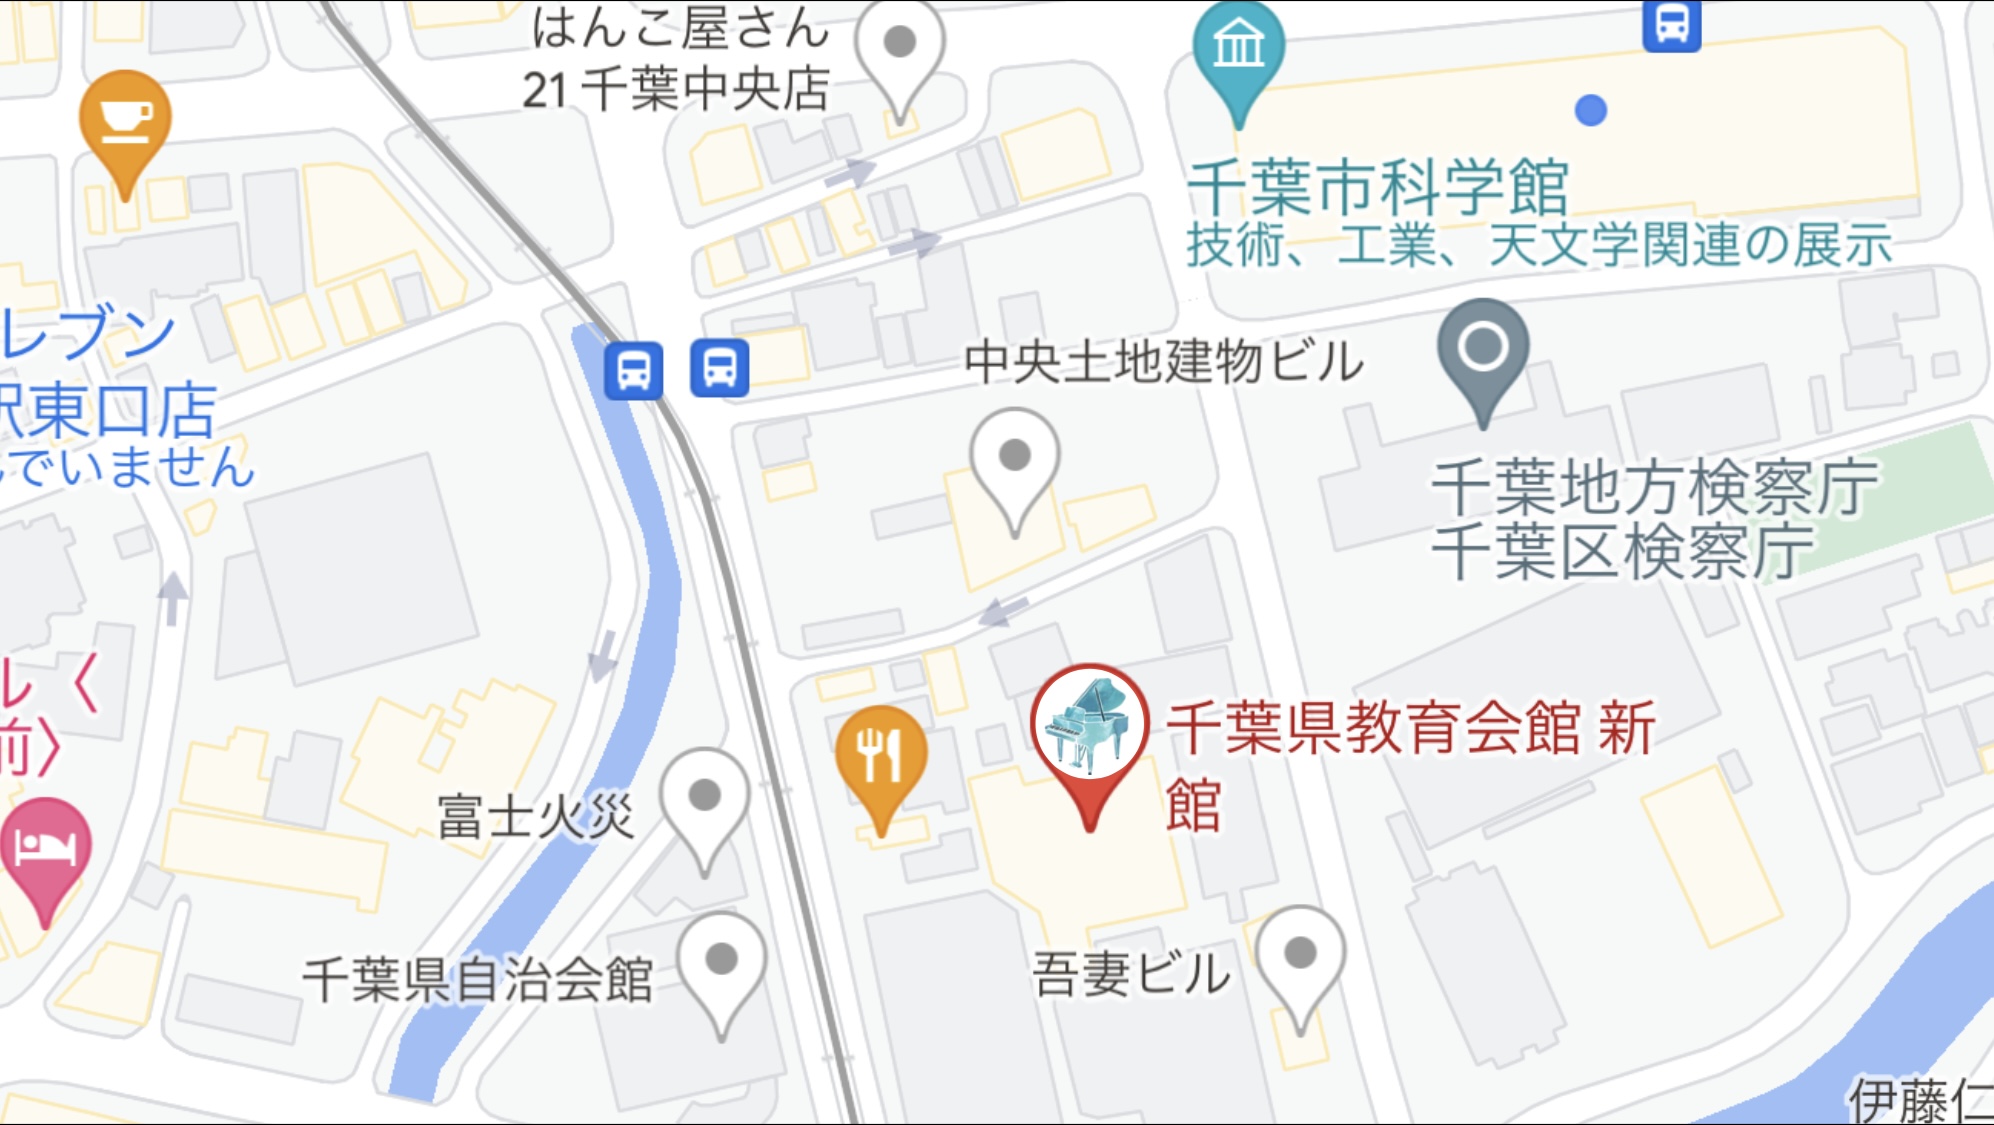 はんこ屋さん
21 千葉中央店
千葉市科学館
技術、工業、天文学関連の展示
レブン
駅東口店
でいません
中央土地建物ビル
千葉地方検察庁
千葉区検察庁
ル〈
前〉
千葉県教育会館 新
館
富士火災
千葉県自治会館
吾妻ビル
伊藤仁